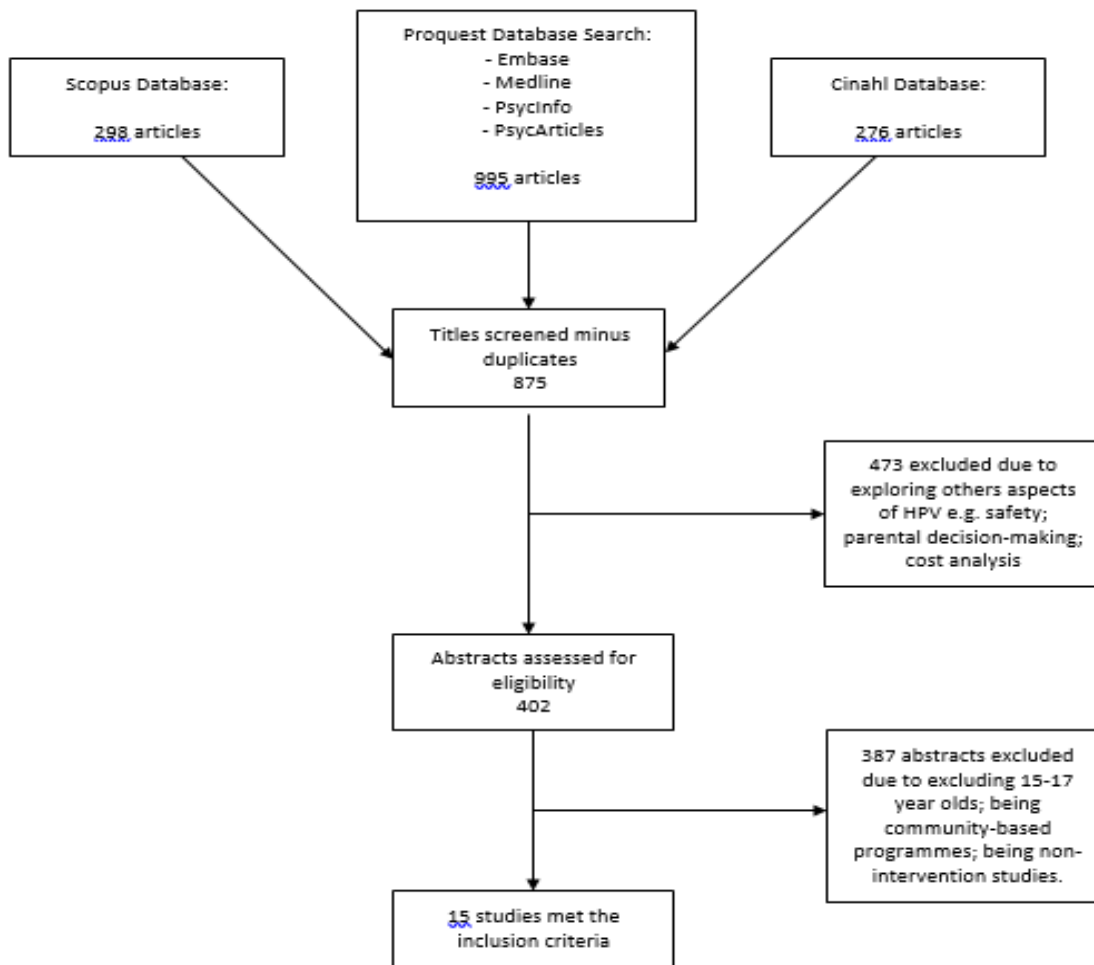 Scopus Database:
298 articles
Proquest Database Search:
- Embase
- Medline
- PsycInfo
- PsycArticles
995 articles
Cinahl Database:
276 articles
Titles screened minus
duplicates
875
473 excluded due to
exploring others aspects
of HPV e.g. safety;
parental decision-making;
cost analysis
Abstracts assessed for
eligibility
402
387 abstracts excluded
due to excluding 15-17
year olds; being
community-based
programmes; being non-
intervention studies.
15 studies met the
inclusion criteria